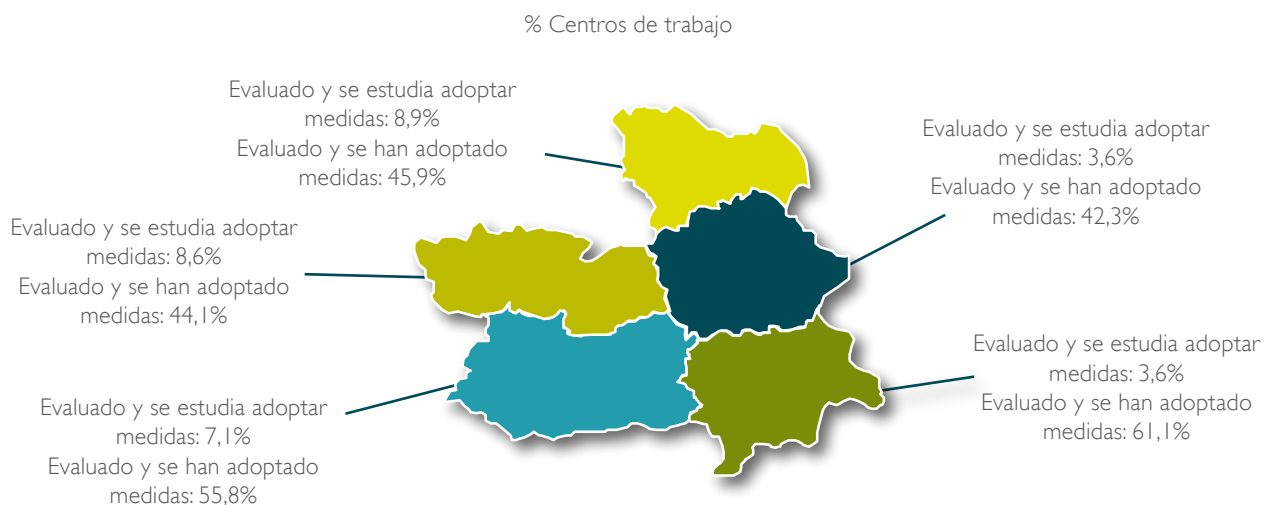 % Centros de trabajo
Evaluado y se estudia adoptar
medidas: 8,9%
Evaluado y se han adoptado
medidas: 45,9%
Evaluado y se estudia adoptar
medidas: 3,6%
Evaluado y se han adoptado
medidas: 42,3%
Evaluado y se estudia adoptar
medidas: 8,6%
Evaluado y se han adoptado
medidas: 44,1%
Evaluado y se estudia adoptar
medidas: 3,6%
Evaluado y se han adoptado
medidas: 61,1%
Evaluado y se estudia adoptar
medidas: 7,1%
Evaluado y se han adoptado
medidas: 55,8%